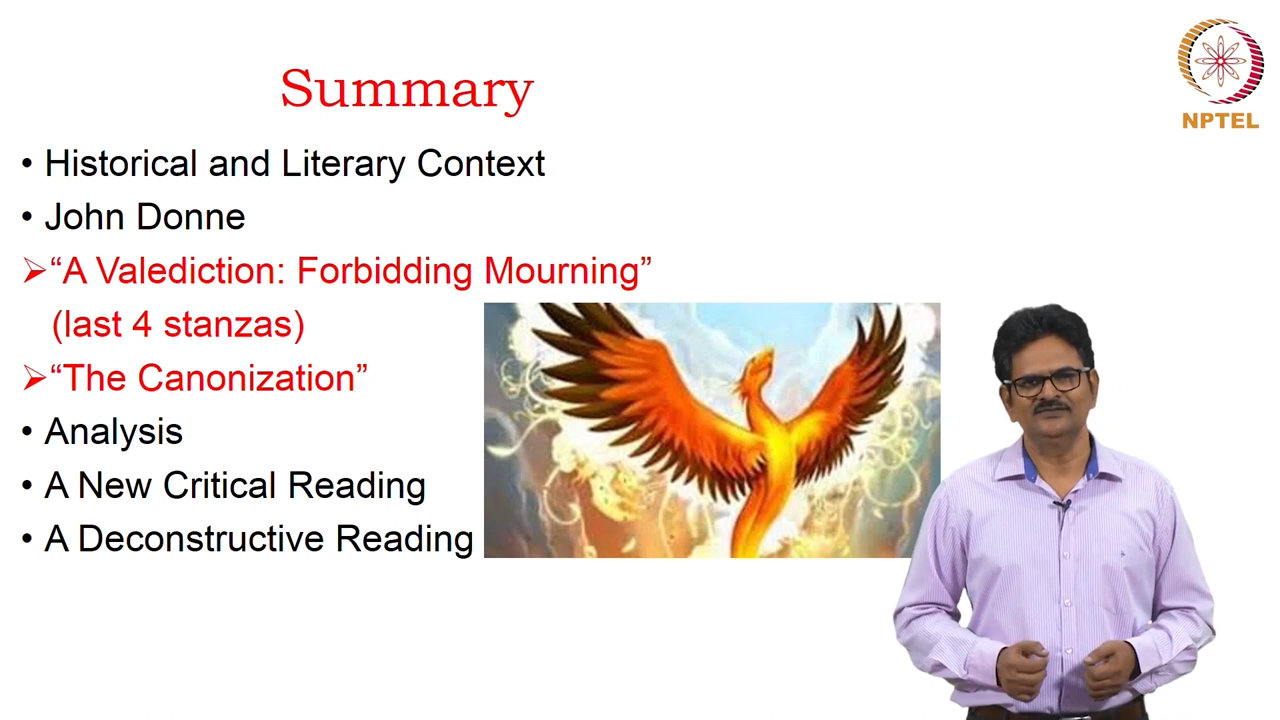 Summary
NPTEL
• Historical and Literary Context
• John Donne
➢ “A Valediction: Forbidding Mourning”
(last 4 stanzas)
➢ “The Canonization”
• Analysis
• A New Critical Reading
• A Deconstructive Reading